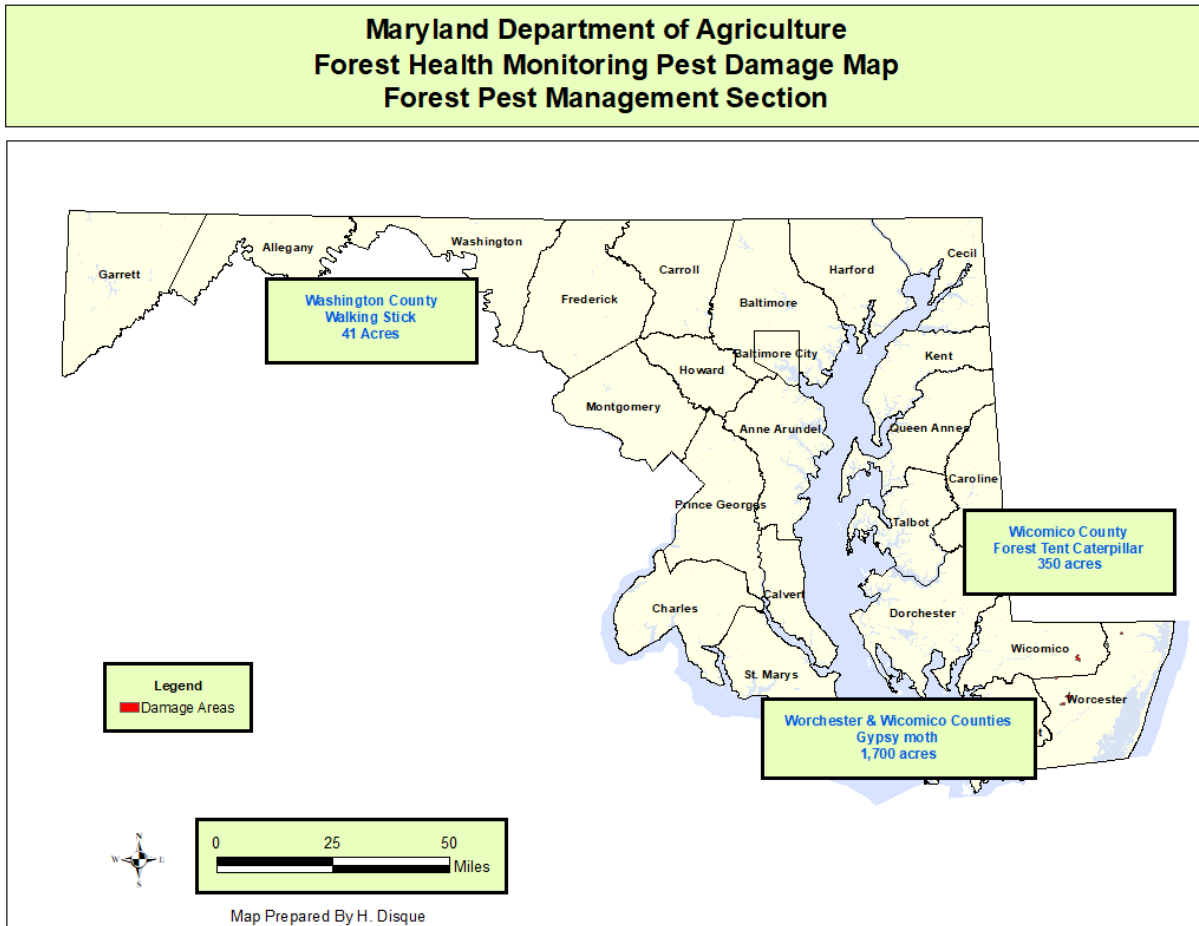 Maryland Department of Agriculture
Forest Health Monitoring Pest Damage Map
Forest Pest Management Section
Garrett
Allegany
Washington
Frederick
Carroll
Baltimore
Harford
Cecil
Washington County
Walking Stick
41 Acres
Baltimore City
Howard
Kent
Montgomery
Anne Arundel
Queen Annes
Caroline
Prince Georges
Talbot
Wicomico County
Forest Tent Caterpillar
350 acres
Charles
Calvert
Dorchester
Wicomico
St. Marys
Worcester
Worchester & Wicomico Counties
Gypsy moth
1,700 acres
t
Legend
Damage Areas
N
W E
S
0 25 50
Miles
Map Prepared By H. Disque